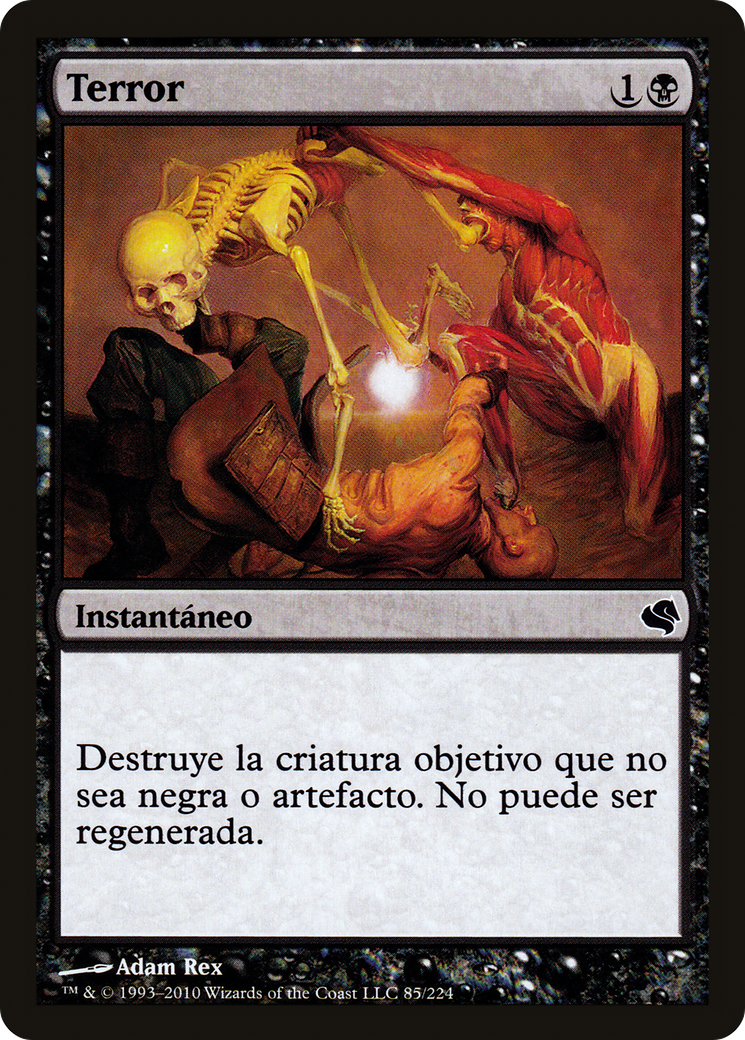 Terror
1
Instantáneo
Destruye la criatura objetivo que no
sea negra o artefacto. No puede ser
regenerada.
Adam Rex
™ & © 1993–2010 Wizards of the Coast LLC 85/224